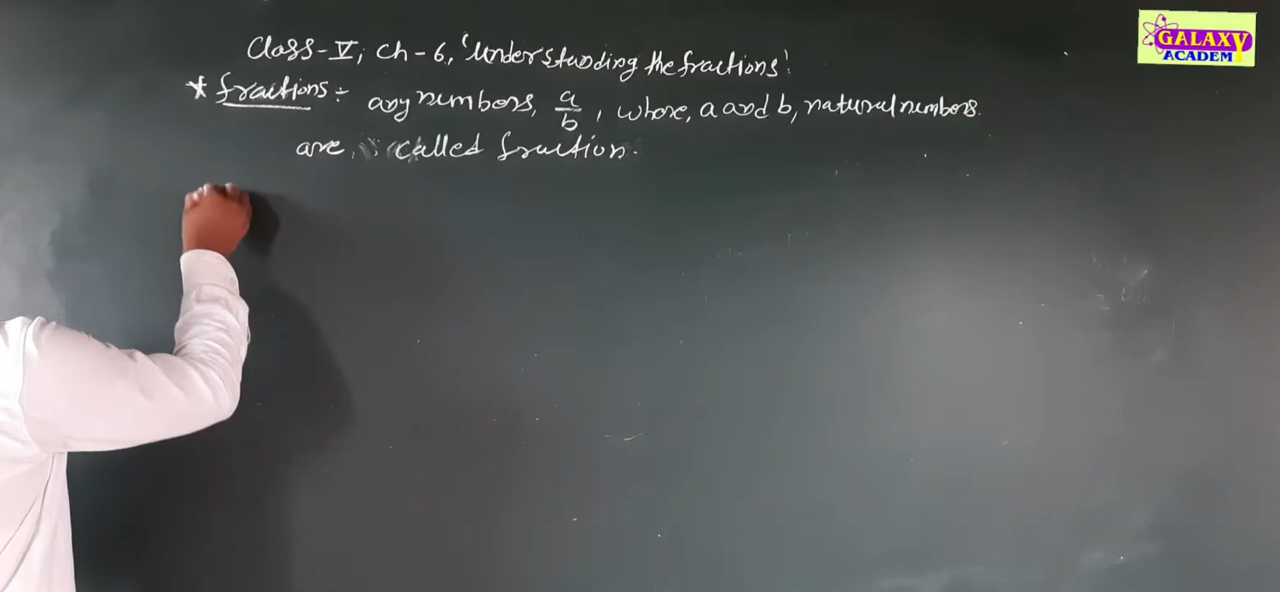 Class-V, Ch-6, 'Understanding the fractions'.
* fractions :- any numbers, a/b, where, a and b, natural numbers.
are, called fraction.
GALAXY
ACADEM